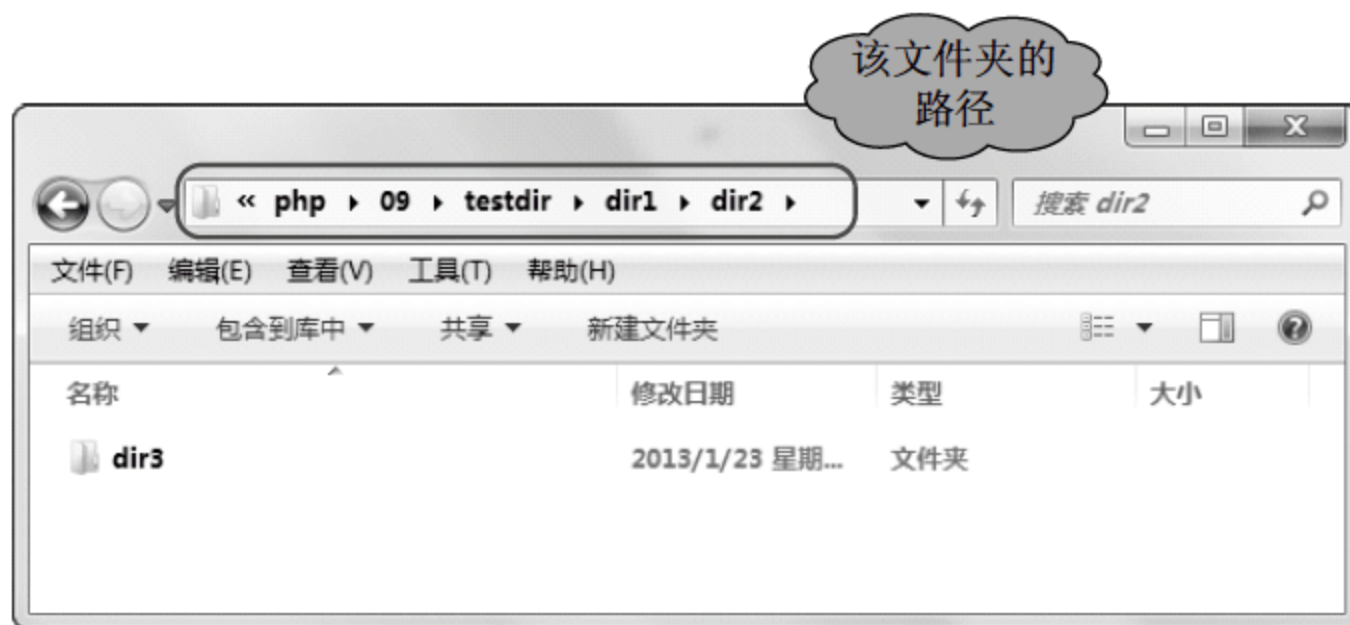 该文件夹的
路径
« php ▸ 09 ▸ testdir ▸ dir1 ▸ dir2 ▸ 搜索 dir2
文件(F) 编辑(E) 查看(V) 工具(T) 帮助(H)
组织 包含到库中 共享 新建文件夹
名称 修改日期 类型 大小
dir3 2013/1/23 星期... 文件夹